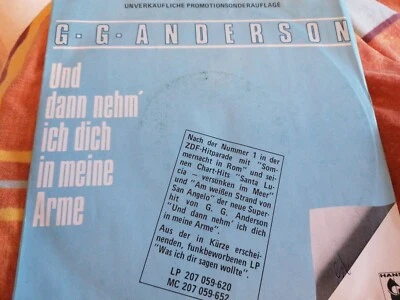 UNVERKÄUFLICHE PROMOTIONSONDERAUFLAGE
G·G·ANDERSON
Und
dann nehm'
ich dich
in meine
Arme
Nach der Nummer 1 in der
ZDF-Hitparade mit "Som-
mernacht in Rom" und sei-
nen Chart-Hits "Santa Lu-
cia – versunken im Meer"
und "Am weißen Strand von
San Angelo" der neue Super-
hit von G. G. Anderson
"Und dann nehm' ich dich
in meine Arme".
Aus der in Kürze erschei-
nenden, funkbeworbenen LP
"Was ich dir sagen wollte".
LP 207 059-620
MC 207 059-652
HAN